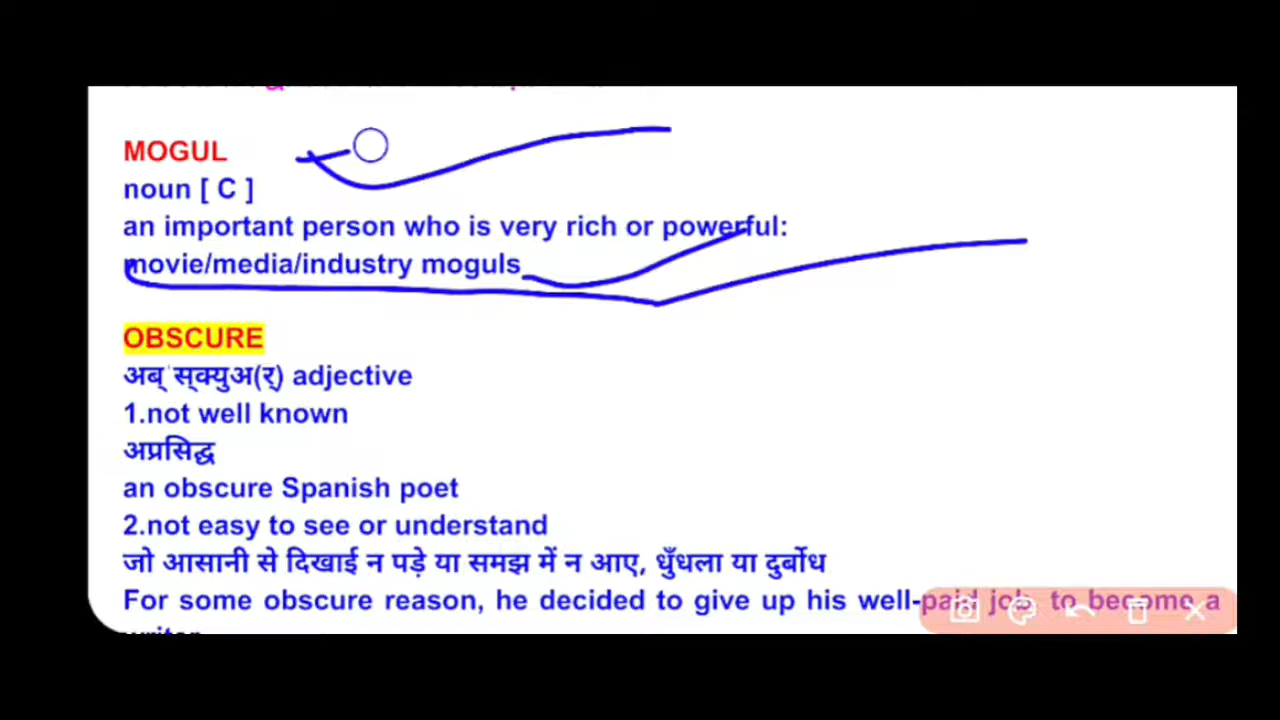 MOGUL
noun [ C ]
an important person who is very rich or powerful:
movie/media/industry moguls
OBSCURE
अब्ˈस्क्युअ(र्) adjective
1.not well known
अप्रसिद्ध
an obscure Spanish poet
2.not easy to see or understand
जो आसानी से दिखाई न पड़े या समझ में न आए, धुँधला या दुर्बोध
For some obscure reason, he decided to give up his well-paid job to become a
writer